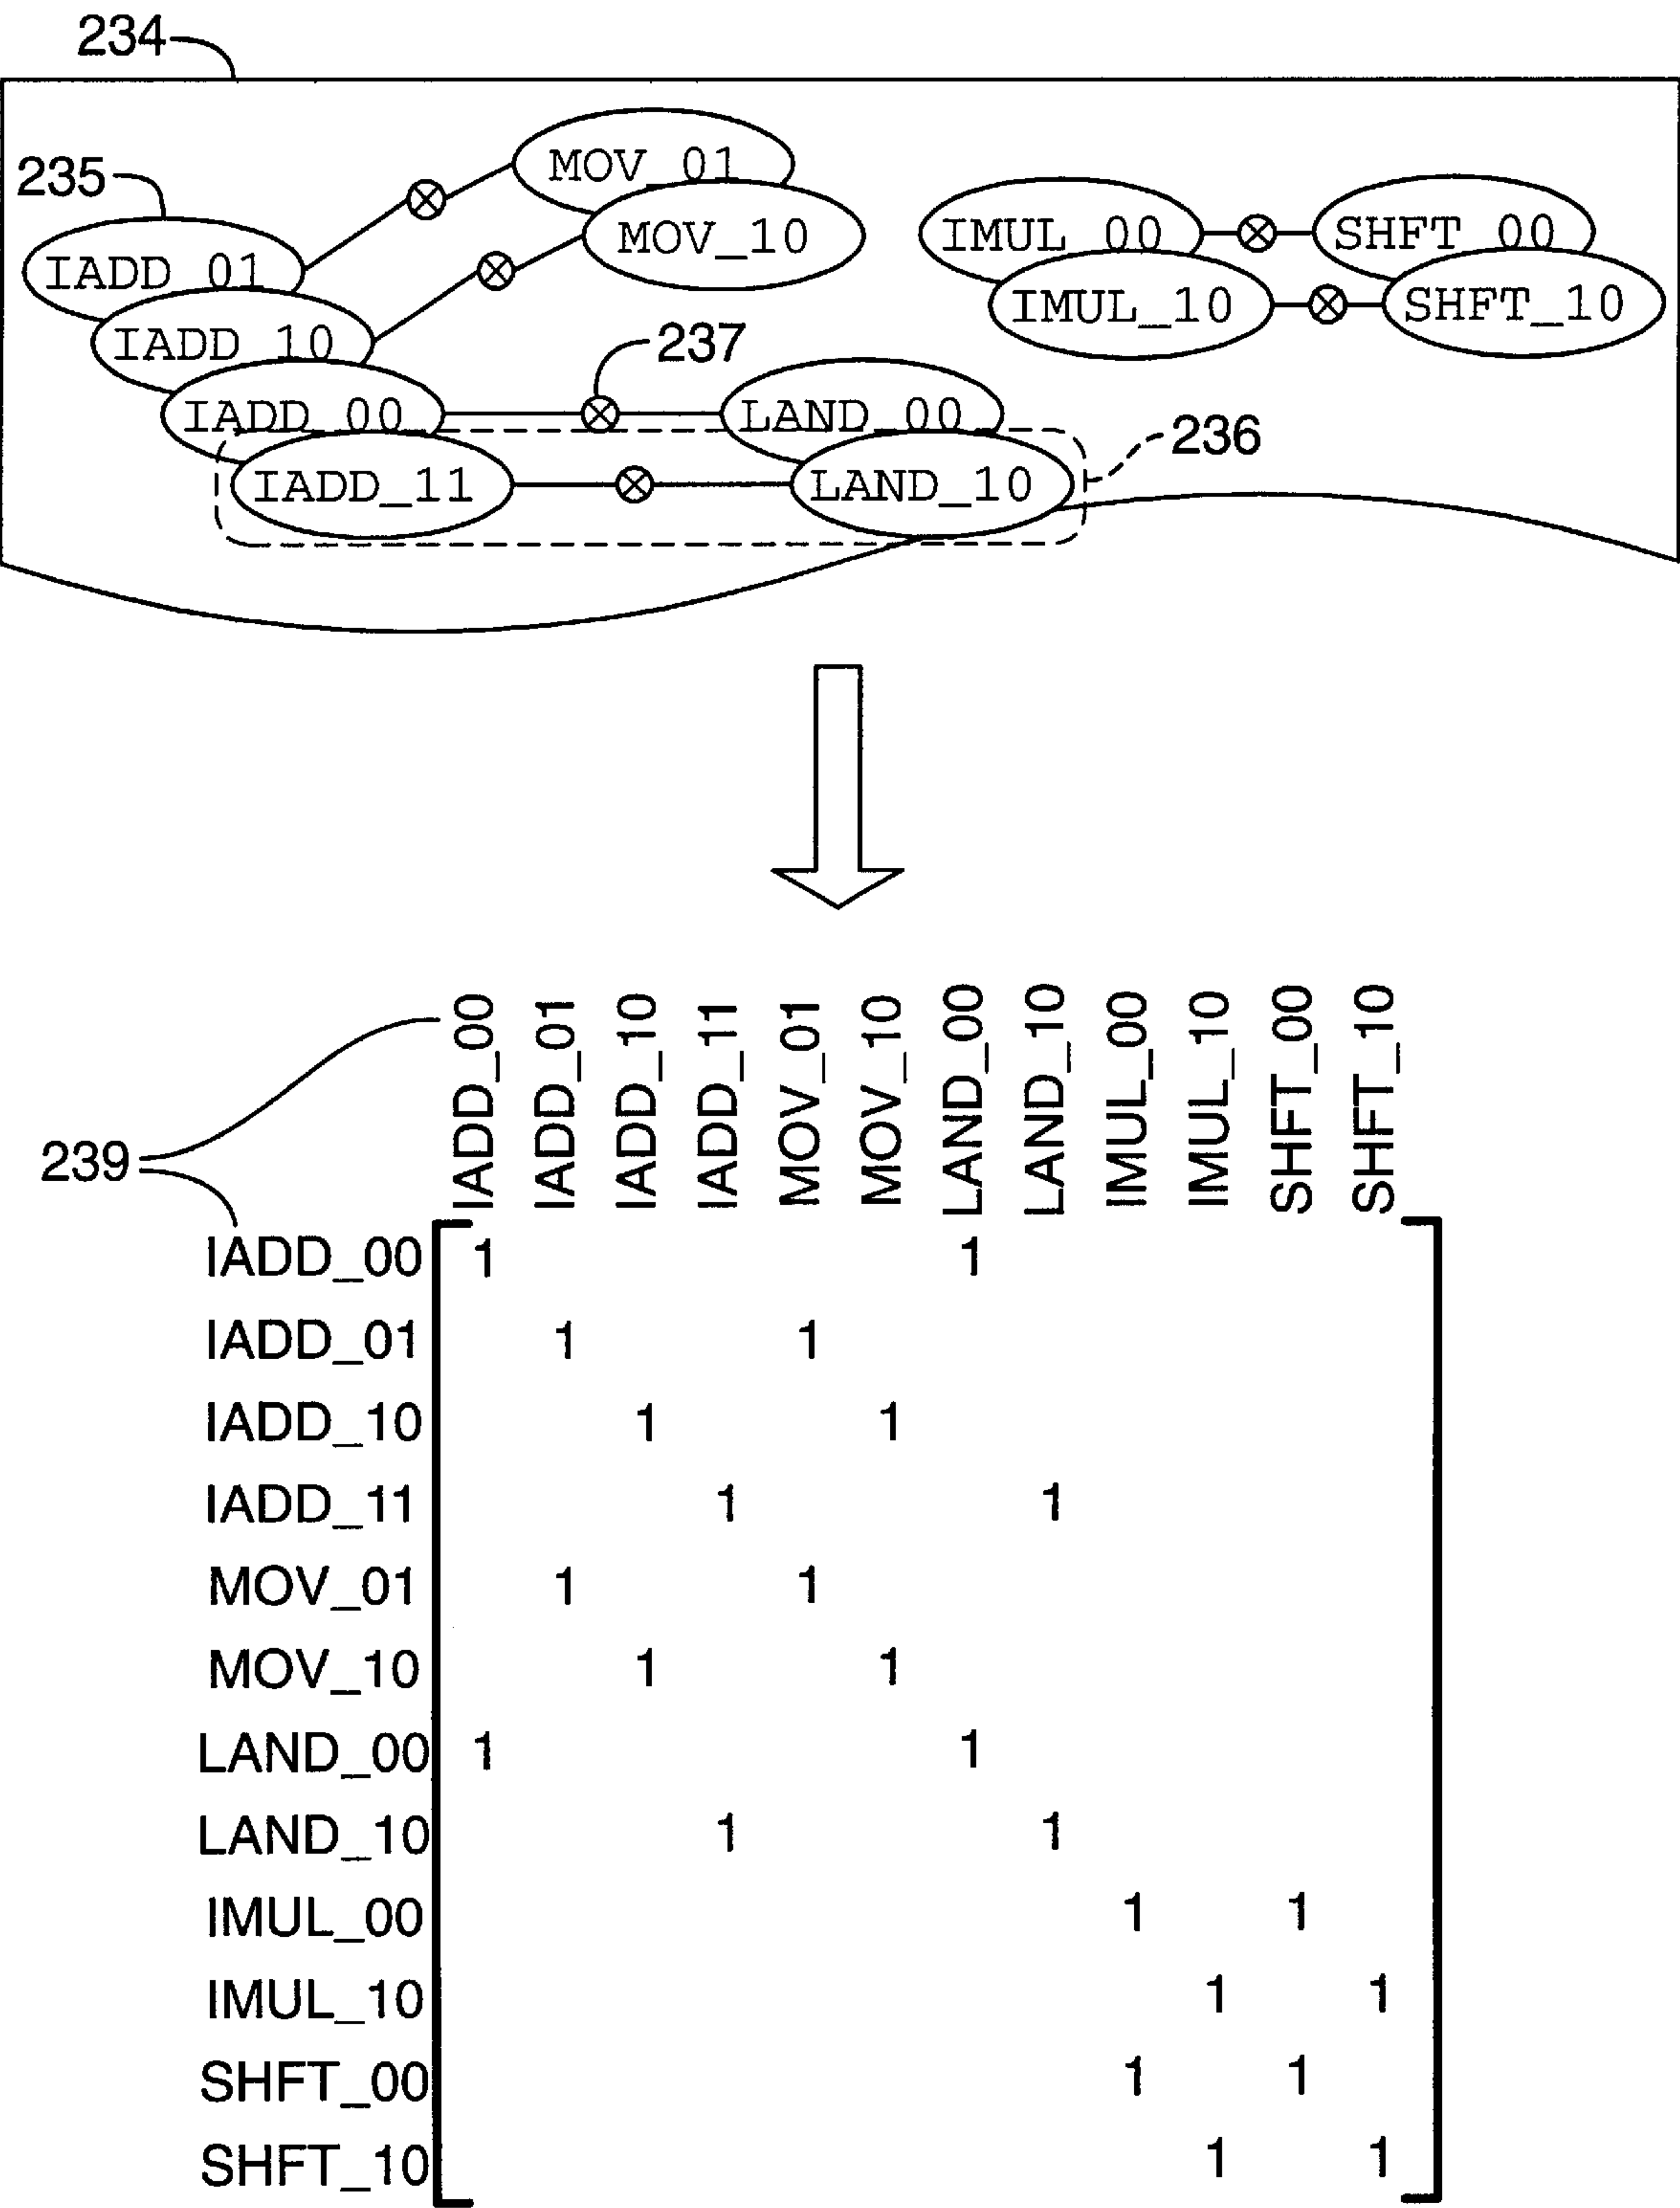 234
235
MOV_01
MOV_10
IADD_01
IADD_10
IADD_00
IADD_11
237
LAND_00
LAND_10
236
IMUL_00
IMUL_10
SHFT_00
SHFT_10
239
IADD_00
IADD_01
IADD_10
IADD_11
MOV_01
MOV_10
LAND_00
LAND_10
IMUL_00
IMUL_10
SHFT_00
SHFT_10
IADD_00 1 1
IADD_01 1 1
IADD_10 1 1
IADD_11 1 1
MOV_01 1 1
MOV_10 1 1
LAND_00 1 1
LAND_10 1 1
IMUL_00 1 1
IMUL_10 1 1
SHFT_00 1 1
SHFT_10 1 1